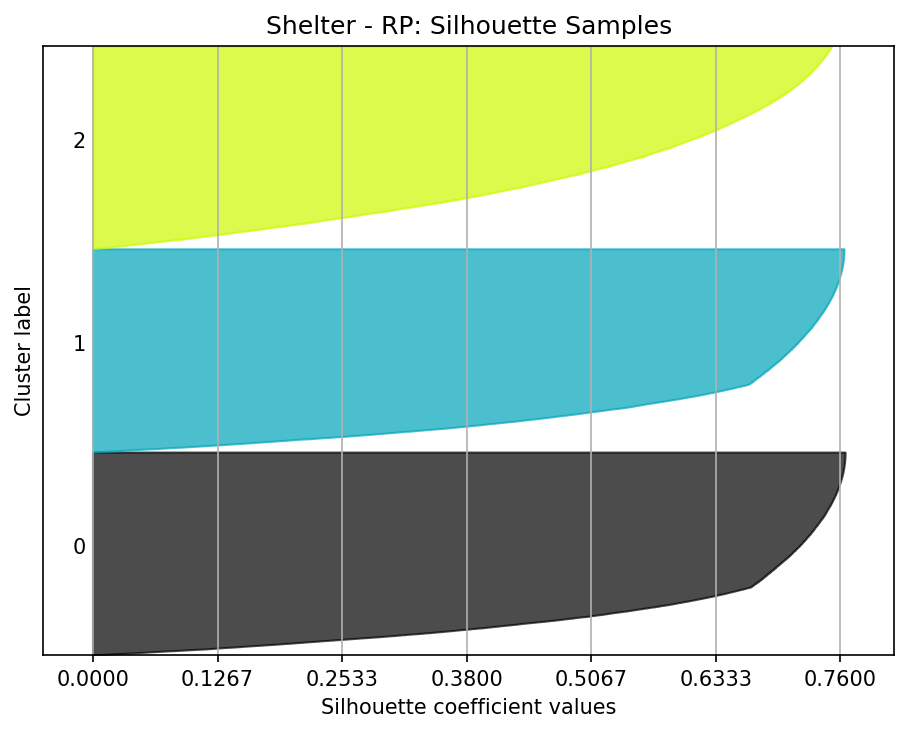 Shelter - RP: Silhouette Samples
Cluster label
2
1
0
0.0000 0.1267 0.2533 0.3800 0.5067 0.6333 0.7600
Silhouette coefficient values